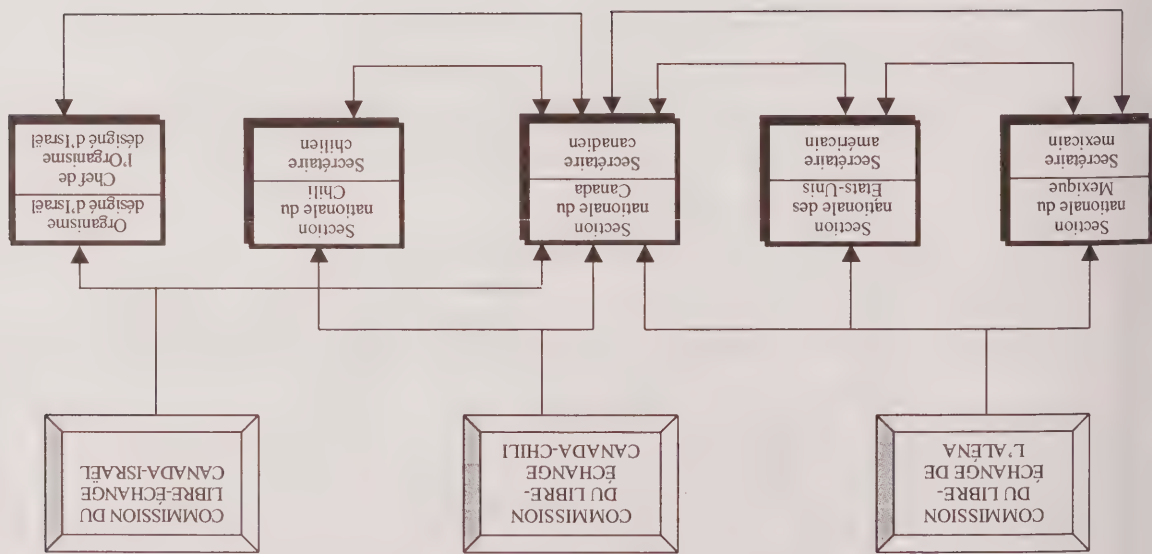 COMMISSION
DU LIBRE-
ÉCHANGE DE
L'ALÉNA
COMMISSION
DU LIBRE-
ÉCHANGE
CANADA-CHILI
COMMISSION DU
LIBRE-ÉCHANGE
CANADA-ISRAËL
Section
nationale du
Mexique
Secrétaire
mexicain
Section
nationale des
États-Unis
Secrétaire
américain
Section
nationale du
Canada
Secrétaire
canadien
Section
nationale du
Chili
Secrétaire
chilien
Organisme
désigné d'Israël
Chef de
l'Organisme
désigné d'Israël